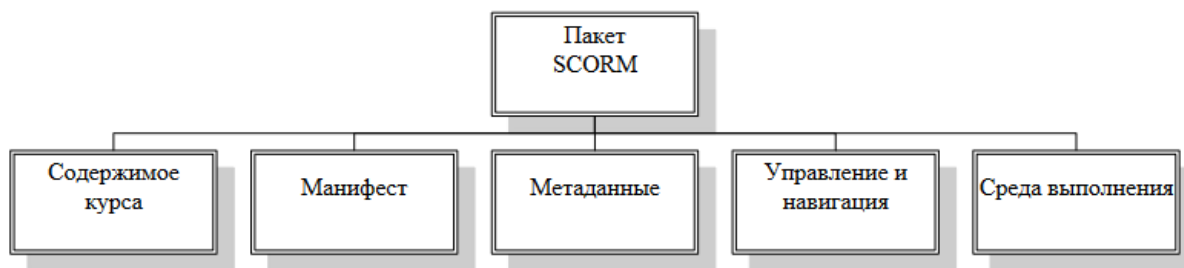 Пакет
SCORM
Содержимое
курса
Манифест
Метаданные
Управление и
навигация
Среда выполнения